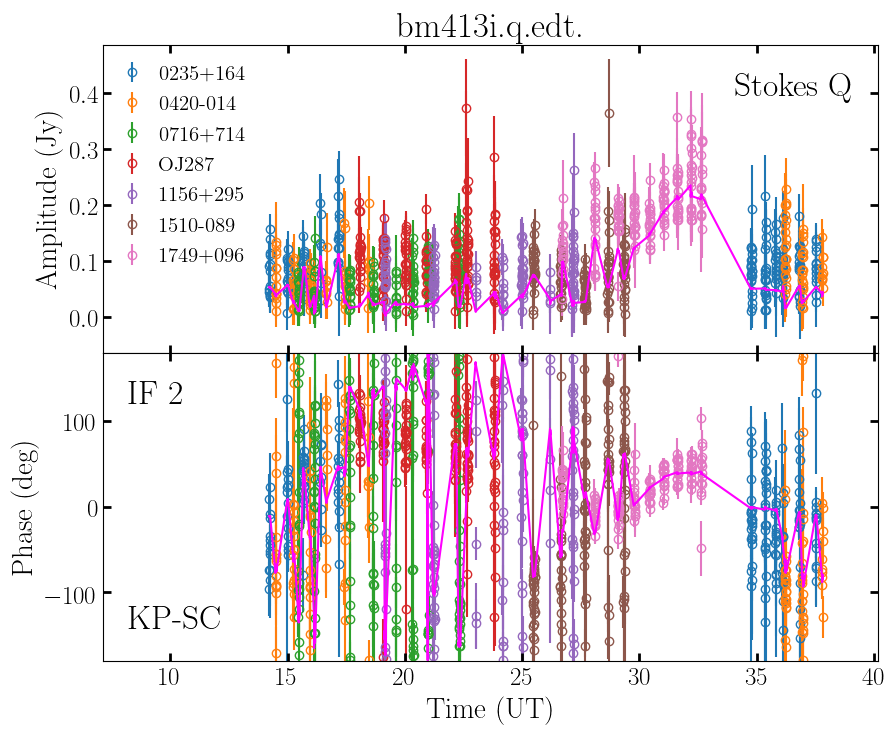 bm413i.q.edt.
0235+164
0420-014
0716+714
OJ287
1156+295
1510-089
1749+096
Stokes Q
Amplitude (Jy)
0.4
0.3
0.2
0.1
0.0
IF 2
KP-SC
Phase (deg)
100
0
−100
10
15
20
25
30
35
40
Time (UT)